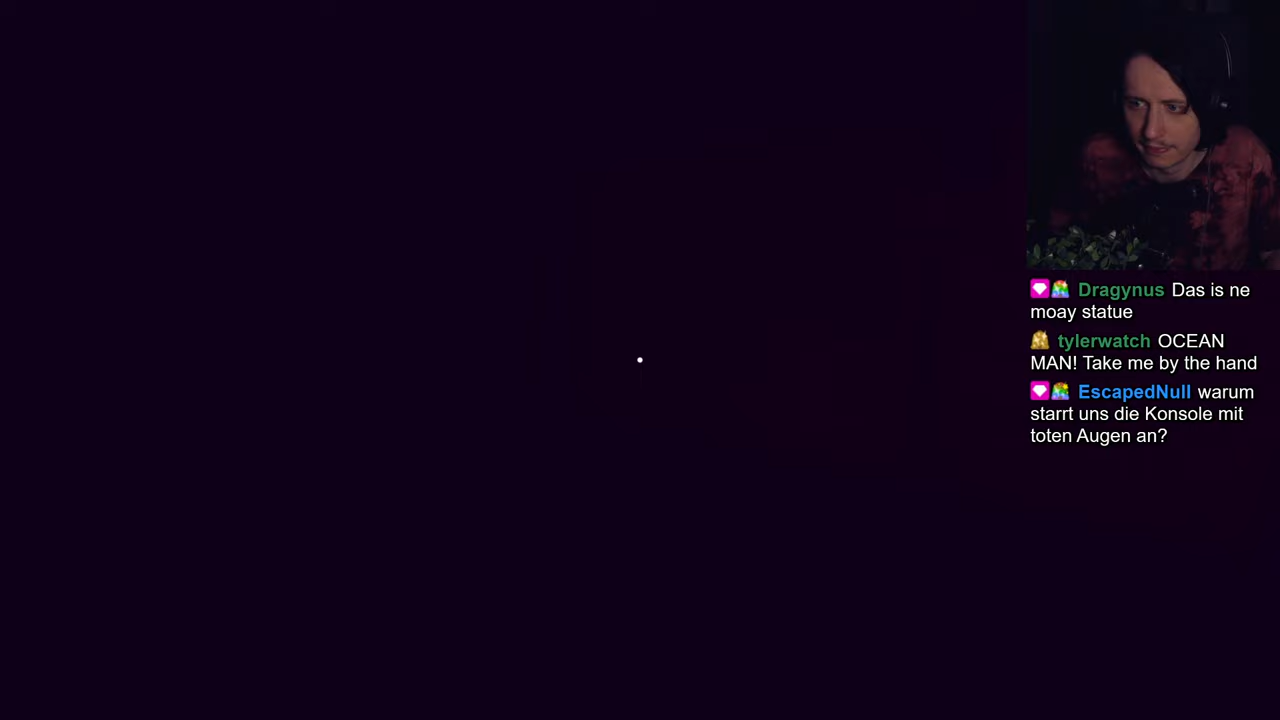 Dragynus Das is ne
moay statue
tylerwatch OCEAN
MAN! Take me by the hand
EscapedNull warum
starrt uns die Konsole mit
toten Augen an?